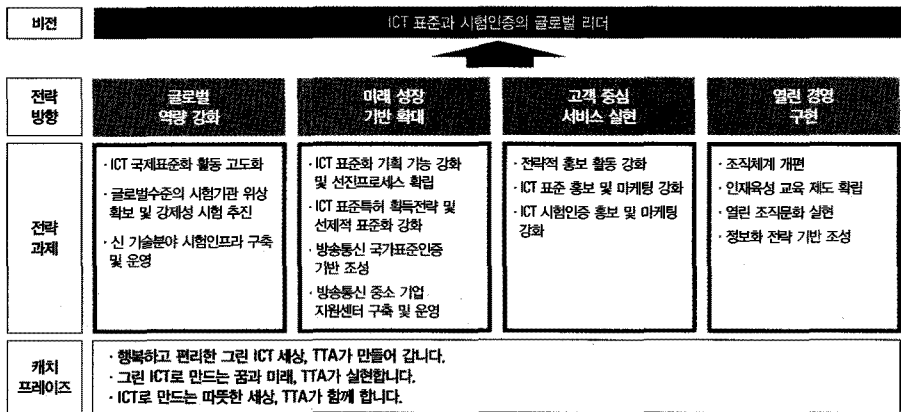 비전
ICT 표준과 시험인증의 글로벌 리더
전략
방향
글로벌
역량 강화
미래 성장
기반 확대
고객 중심
서비스 실현
열린 경영
구현
전략
과제
· ICT 국제표준화 활동 고도화
· 글로벌수준의 시험기관 위상
확보 및 강제성 시험 추진
· 신 기술분야 시험인프라 구축
및 운영
· ICT 표준화 기획 기능 강화
및 선진프로세스 확립
· ICT 표준특허 획득전략 및
선제적 표준화 강화
· 방송통신 국가표준인증
기반 조성
· 방송통신 중소 기업
지원센터 구축 및 운영
· 전략적 홍보 활동 강화
· ICT 표준 홍보 및 마케팅 강화
· ICT 시험인증 홍보 및 마케팅
강화
· 조직체계 개편
· 인재육성 교육 제도 확립
· 열린 조직문화 실현
· 정보화 전략 기반 조성
캐치
프레이즈
· 행복하고 편리한 그린 ICT 세상, TTA가 만들어 갑니다.
· 그린 ICT로 만드는 꿈과 미래, TTA가 실현합니다.
· ICT로 만드는 따뜻한 세상, TTA가 함께 합니다.